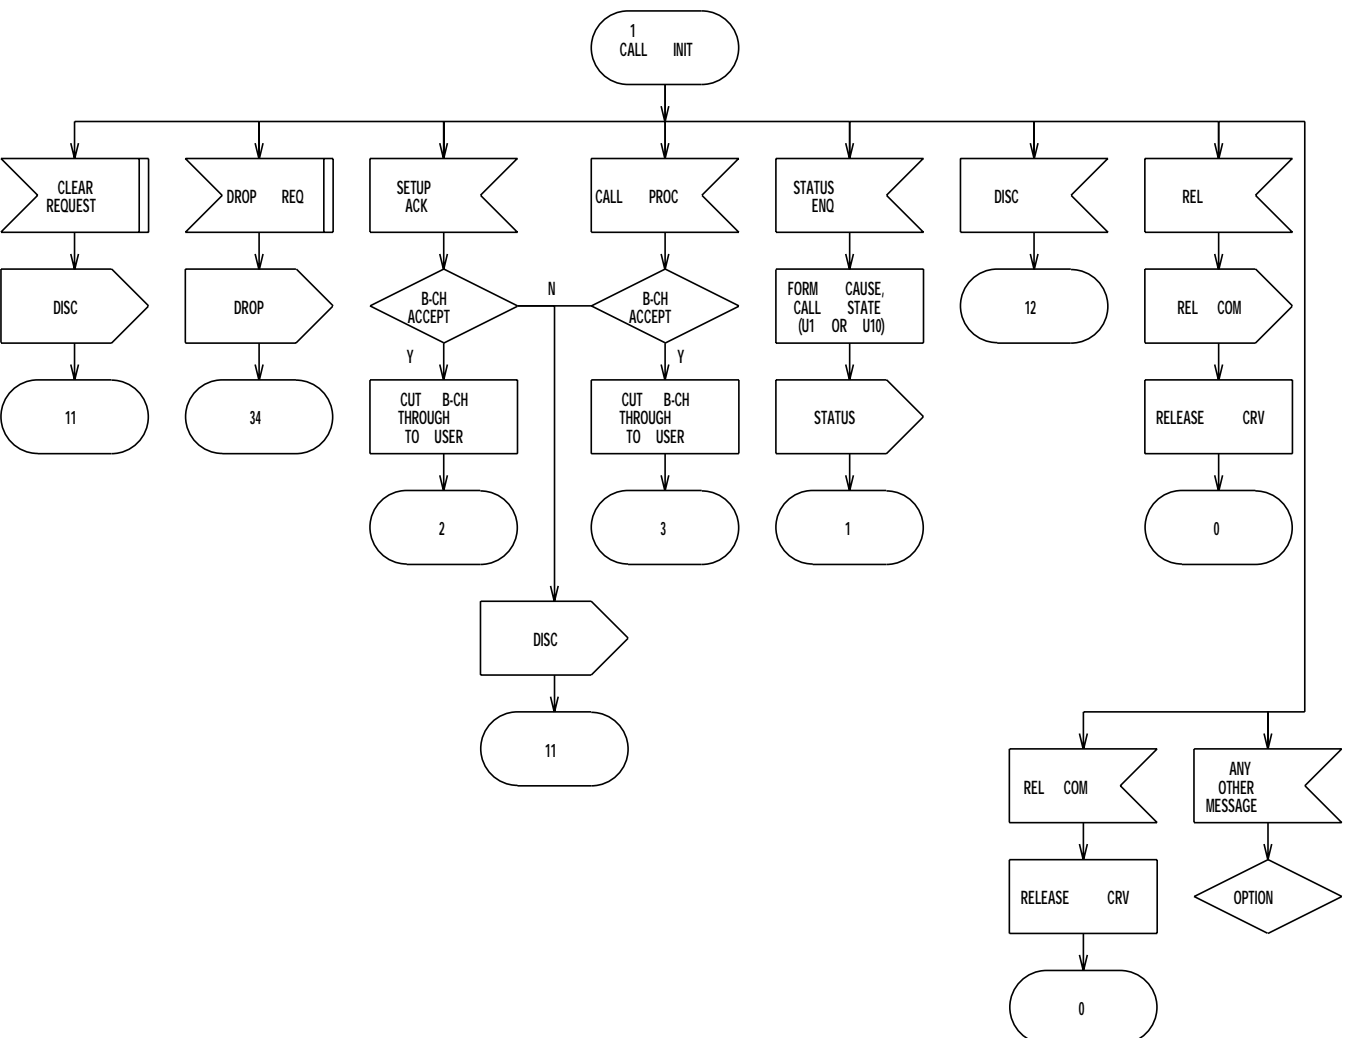 1
CALL INIT
CLEAR
REQUEST
DROP REQ
SETUP
ACK
CALL PROC
STATUS
ENQ
DISC
REL
DISC
DROP
B-CH
ACCEPT
N
B-CH
ACCEPT
FORM CAUSE,
CALL STATE
(U1 OR U10)
12
REL COM
Y
Y
11
34
CUT B-CH
THROUGH
TO USER
CUT B-CH
THROUGH
TO USER
STATUS
RELEASE CRV
2
3
1
0
DISC
11
REL COM
ANY
OTHER
MESSAGE
RELEASE CRV
OPTION
0